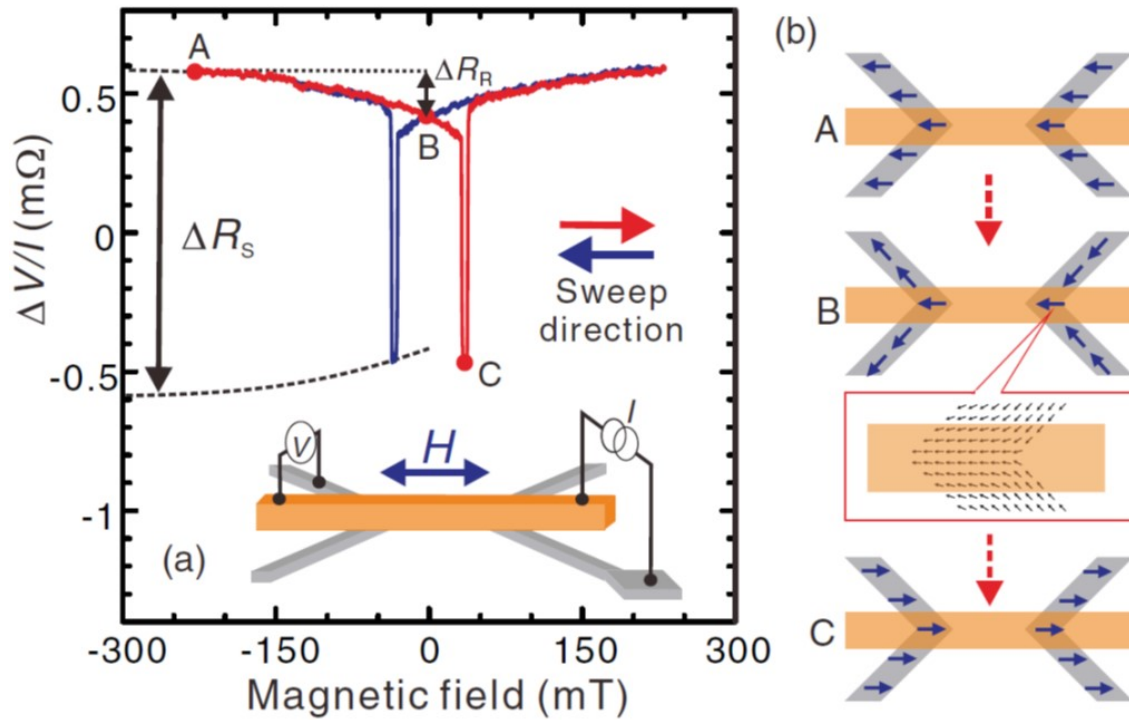 (b)
A
ΔR_R
0.5
A
B
ΔV/I (mΩ)
0
ΔR_S
Sweep
direction
B
-0.5
C
I
V
H
-1
(a)
C
-300
-150
0
150
300
Magnetic field (mT)